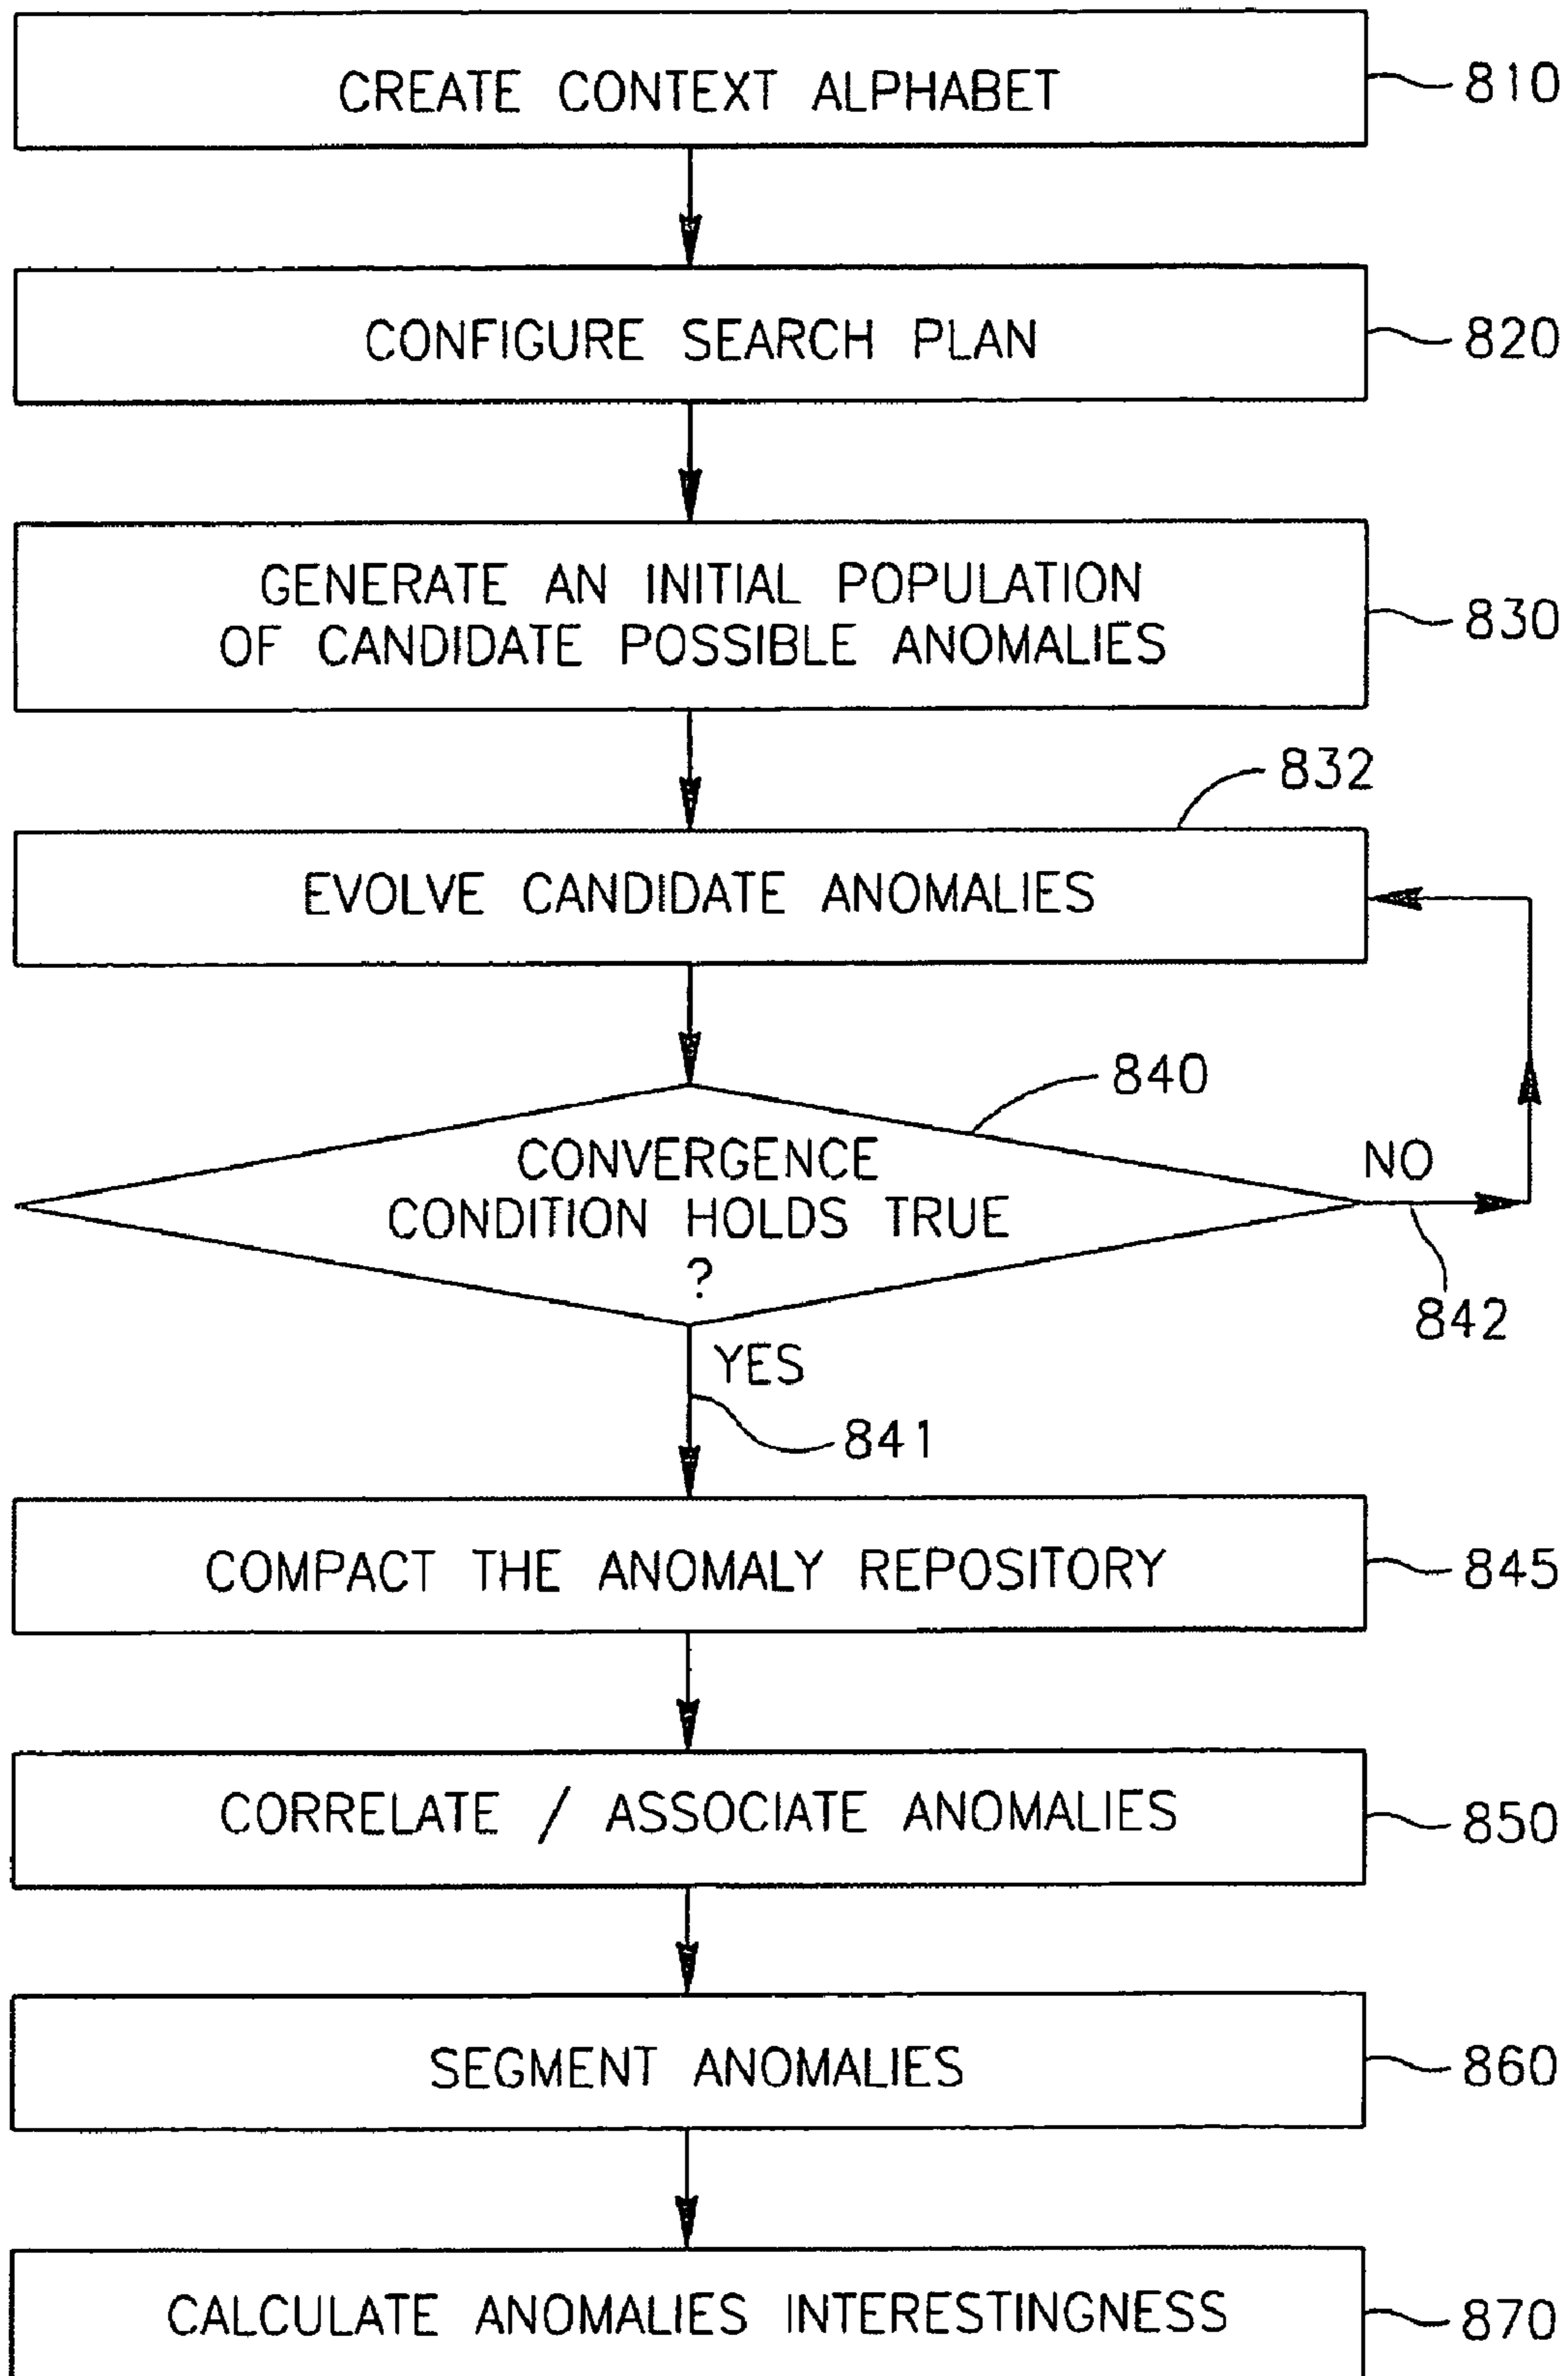 CREATE CONTEXT ALPHABET
810
CONFIGURE SEARCH PLAN
820
GENERATE AN INITIAL POPULATION
OF CANDIDATE POSSIBLE ANOMALIES
830
832
EVOLVE CANDIDATE ANOMALIES
840
CONVERGENCE
CONDITION HOLDS TRUE
?
NO
842
YES
841
COMPACT THE ANOMALY REPOSITORY
845
CORRELATE / ASSOCIATE ANOMALIES
850
SEGMENT ANOMALIES
860
CALCULATE ANOMALIES INTERESTINGNESS
870